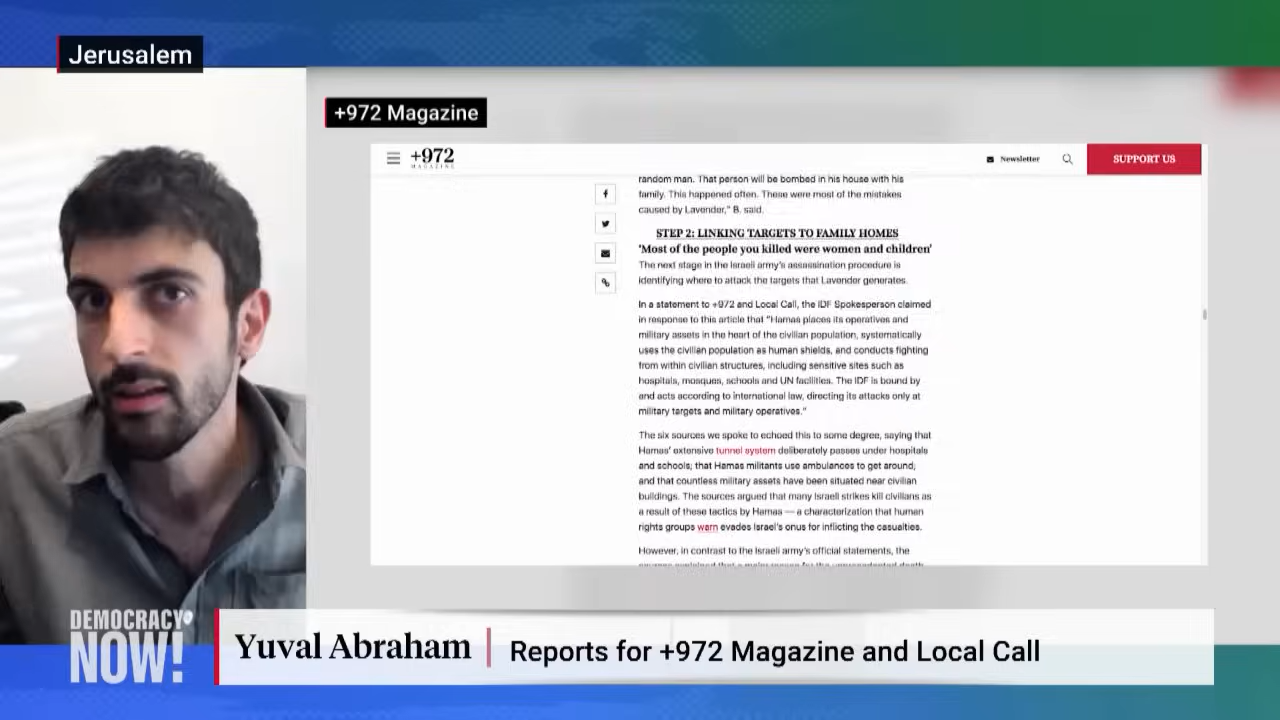 Jerusalem
+972 Magazine
+972
MAGAZINE
Newsletter
SUPPORT US
random man. That person will be bombed in his house with his
family. This happened often. These were most of the mistakes
caused by Lavender," B. said.
STEP 2: LINKING TARGETS TO FAMILY HOMES
'Most of the people you killed were women and children'
The next stage in the Israeli army's assassination procedure is
identifying where to attack the targets that Lavender generates.
In a statement to +972 and Local Call, the IDF Spokesperson claimed
in response to this article that "Hamas places its operatives and
military assets in the heart of the civilian population, systematically
uses the civilian population as human shields, and conducts fighting
from within civilian structures, including sensitive sites such as
hospitals, mosques, schools and UN facilities. The IDF is bound by
and acts according to international law, directing its attacks only at
military targets and military operatives."
The six sources we spoke to echoed this to some degree, saying that
Hamas' extensive tunnel system deliberately passes under hospitals
and schools; that Hamas militants use ambulances to get around;
and that countless military assets have been situated near civilian
buildings. The sources argued that many Israeli strikes kill civilians as
a result of these tactics by Hamas — a characterization that human
rights groups warn evades Israel's onus for inflicting the casualties.
However, in contrast to the Israeli army's official statements, the
DEMOCRACY
NOW!
Yuval Abraham | Reports for +972 Magazine and Local Call